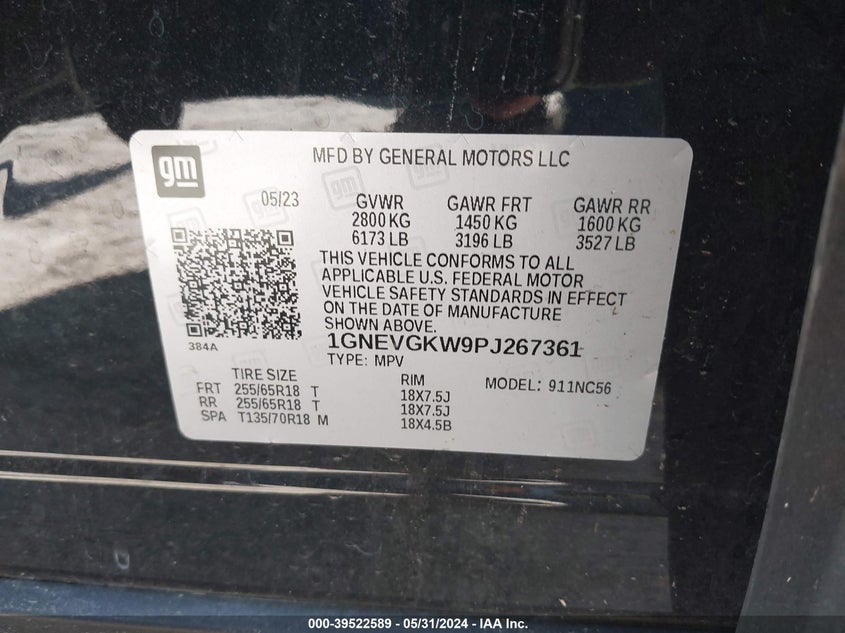 gm
MFD BY GENERAL MOTORS LLC
05/23 GVWR GAWR FRT GAWR RR
2800 KG 1450 KG 1600 KG
6173 LB 3196 LB 3527 LB
THIS VEHICLE CONFORMS TO ALL
APPLICABLE U.S. FEDERAL MOTOR
VEHICLE SAFETY STANDARDS IN EFFECT
ON THE DATE OF MANUFACTURE
SHOWN ABOVE.
384A
1GNEVGKW9PJ267361
TYPE: MPV
TIRE SIZE RIM MODEL: 911NC56
FRT 255/65R18 T 18X7.5J
RR 255/65R18 T 18X7.5J
SPA T135/70R18 M 18X4.5B
000-39522589 - 05/31/2024 - IAA Inc.